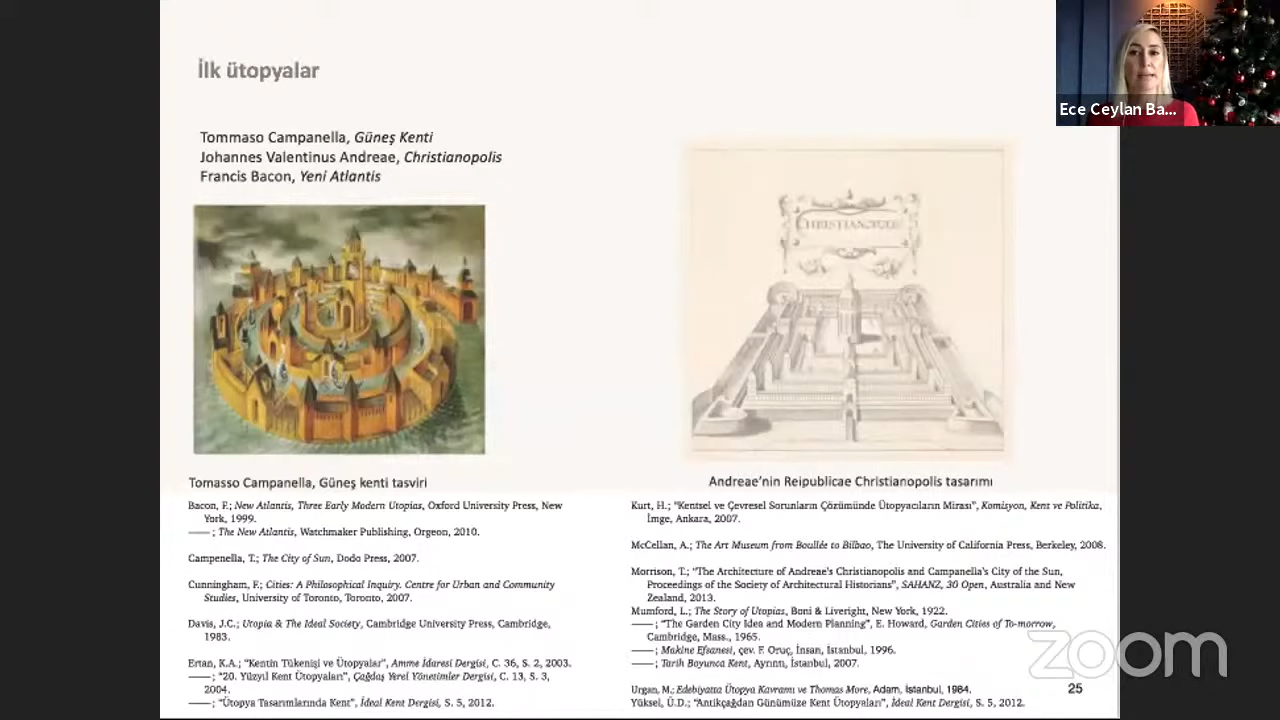 İlk ütopyalar
Tommaso Campanella, Güneş Kenti
Johannes Valentinus Andreae, Christianopolis
Francis Bacon, Yeni Atlantis
CHRISTIANOPOLIS
Tomasso Campanella, Güneş kenti tasviri
Andreae'nin Reipublicae Christianopolis tasarımı
Bacon, F.; New Atlantis, Three Early Modern Utopias, Oxford University Press, New
York, 1999.
——; The New Atlantis, Watchmaker Publishing, Orgeon, 2010.
Campenella, T.; The City of Sun, Dodo Press, 2007.
Cunningham, F.; Cities: A Philosophical Inquiry. Centre for Urban and Community
Studies, University of Toronto, Toronto, 2007.
Davis, J.C.; Utopia & The Ideal Society, Cambridge University Press, Cambridge,
1983.
Ertan, K.A.; "Kentin Tükenişi ve Ütopyalar", Amme İdaresi Dergisi, C. 36, S. 2, 2003.
——; "20. Yüzyıl Kent Ütopyaları", Çağdaş Yerel Yönetimler Dergisi, C. 13, S. 3,
2004.
——; "Ütopya Tasarımlarında Kent", İdeal Kent Dergisi, S. 5, 2012.
Kurt, H.; "Kentsel ve Çevresel Sorunların Çözümünde Ütopyacıların Mirası", Komisyon, Kent ve Politika,
İmge, Ankara, 2007.
McCellan, A.; The Art Museum from Boullée to Bilbao, The University of California Press, Berkeley, 2008.
Morrison, T.; "The Architecture of Andreae's Christianopolis and Campanella's City of the Sun,
Proceedings of the Society of Architectural Historians", SAHANZ, 30 Open, Australia and New
Zealand, 2013.
Mumford, L.; The Story of Utopias, Boni & Liveright, New York, 1922.
——; "The Garden City Idea and Modern Planning", E. Howard, Garden Cities of To-morrow,
Cambridge, Mass., 1965.
——; Makine Efsanesi, çev. F. Oruç, İnsan, İstanbul, 1996.
——; Tarih Boyunca Kent, Ayrıntı, İstanbul, 2007.
Urgan, M.; Edebiyatta Ütopya Kavramı ve Thomas More, Adam, İstanbul, 1984.
Yüksel, Ü.D.; "Antikçağdan Günümüze Kent Ütopyaları", İdeal Kent Dergisi, S. 5, 2012.
25
Ece Ceylan Ba...
zoom